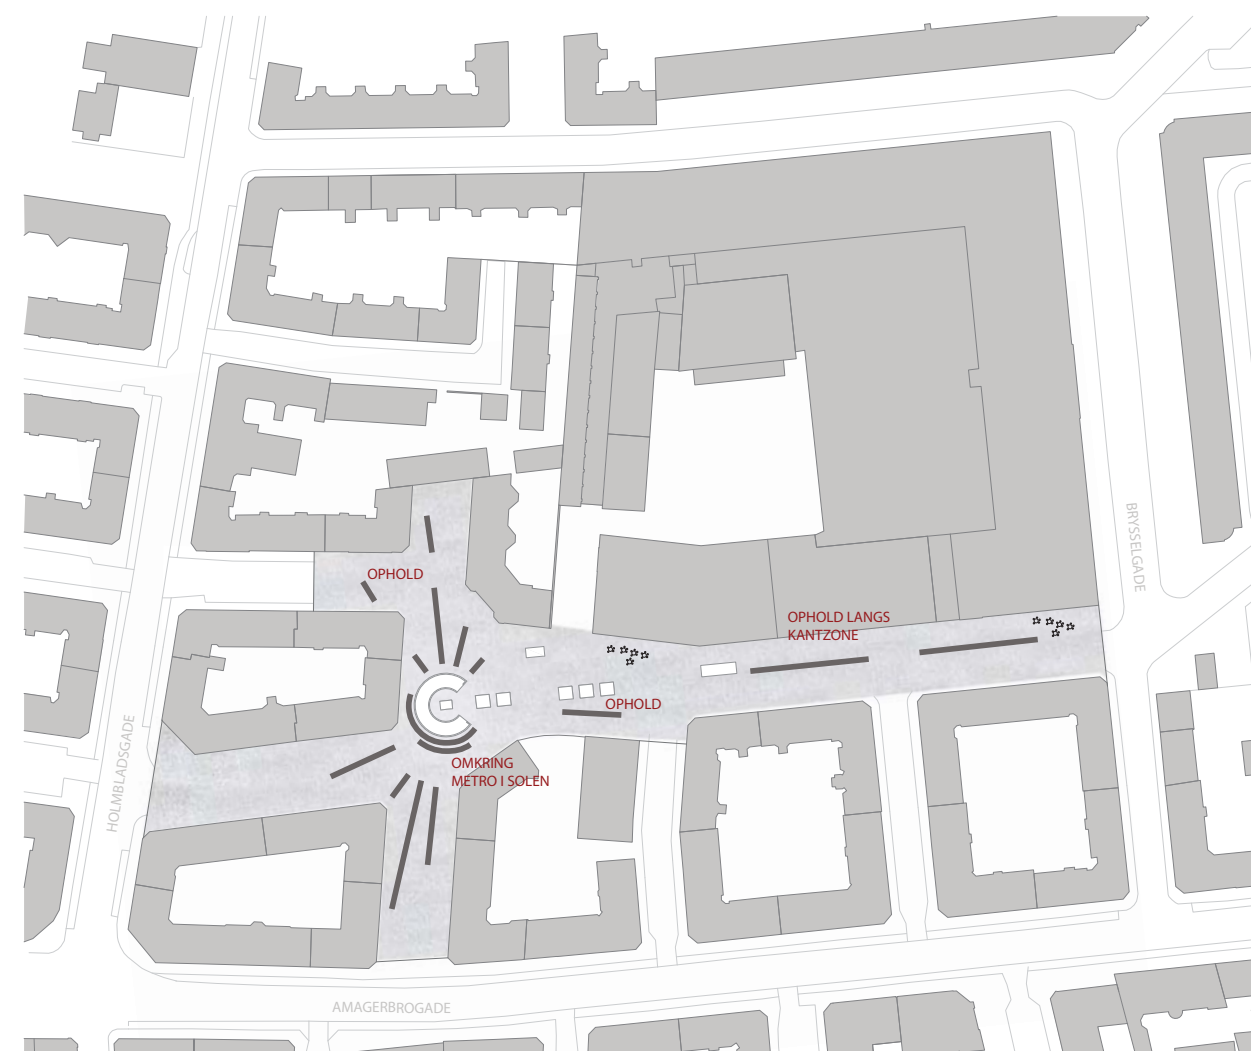 BRYSSELGADE
OPHOLD
OPHOLD LANGS
KANTZONE
OPHOLD
HOLMBLADSGADE
OMKRING
METRO I SOLEN
AMAGERBROGADE